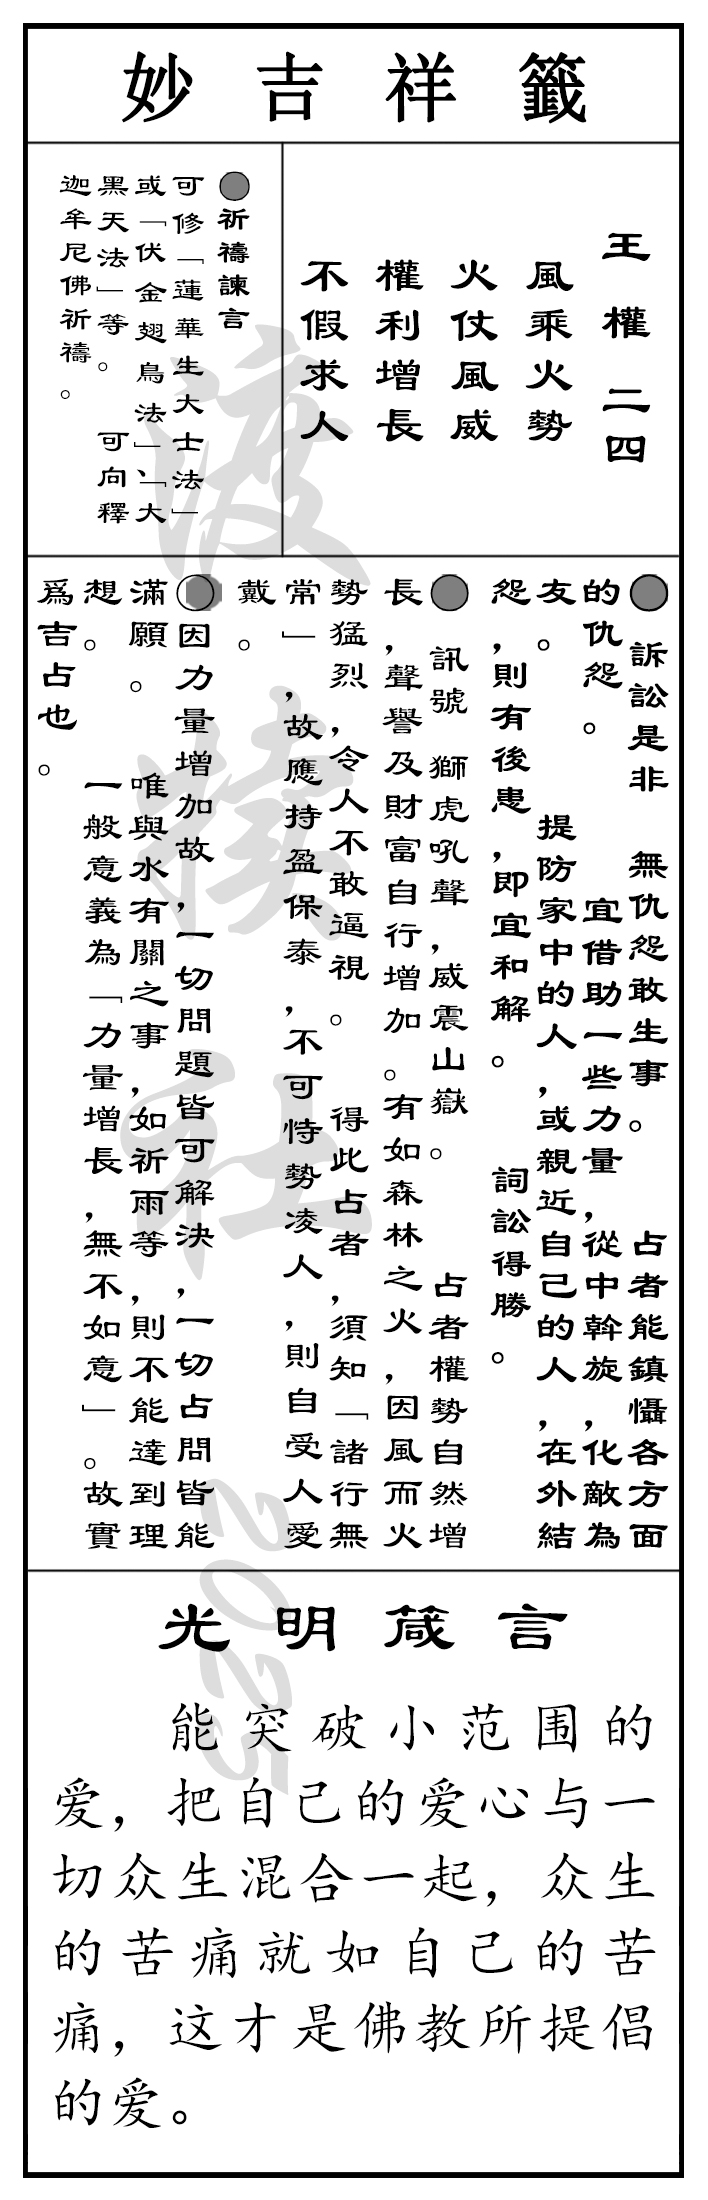 妙吉祥籤
王權 二四
風乘火勢
火仗風威
權利增長
不假求人
●祈禱諫言
可修「蓮華生大士法」
或「伏金翅鳥法」、「大
黑天法」等。 可向釋
迦牟尼佛祈禱。
● 訴訟是非 無仇怨敢生事。 占者能鎮懾各方面
的仇怨。 宜借助一些力量，從中幹旋，化敵為
友。 提防家中的人，或親近自己的人，在外結
怨，則有後患，即宜和解。 詞訟得勝。
● 訊號 獅虎吼聲，威震山嶽。 占者權勢自然增
長，聲譽及財富自行增加。有如森林之火，因風而火
勢猛烈，令人不敢逼視。 得此占者，須知「諸行無
常」，故應持盈保泰，不可恃勢凌人，則自受人愛
戴。
因力量增加故，一切問題皆可解決，一切占問皆能
滿願。 唯與水有關之事，如祈雨等，則不能達到理
想。 一般意義為「力量增長，無不如意」。故實
爲吉占也。
光明箴言
能突破小范围的
爱，把自己的爱心与一
切众生混合一起，众生
的苦痛就如自己的苦
痛，这才是佛教所提倡
的爱。
渡
社
2025